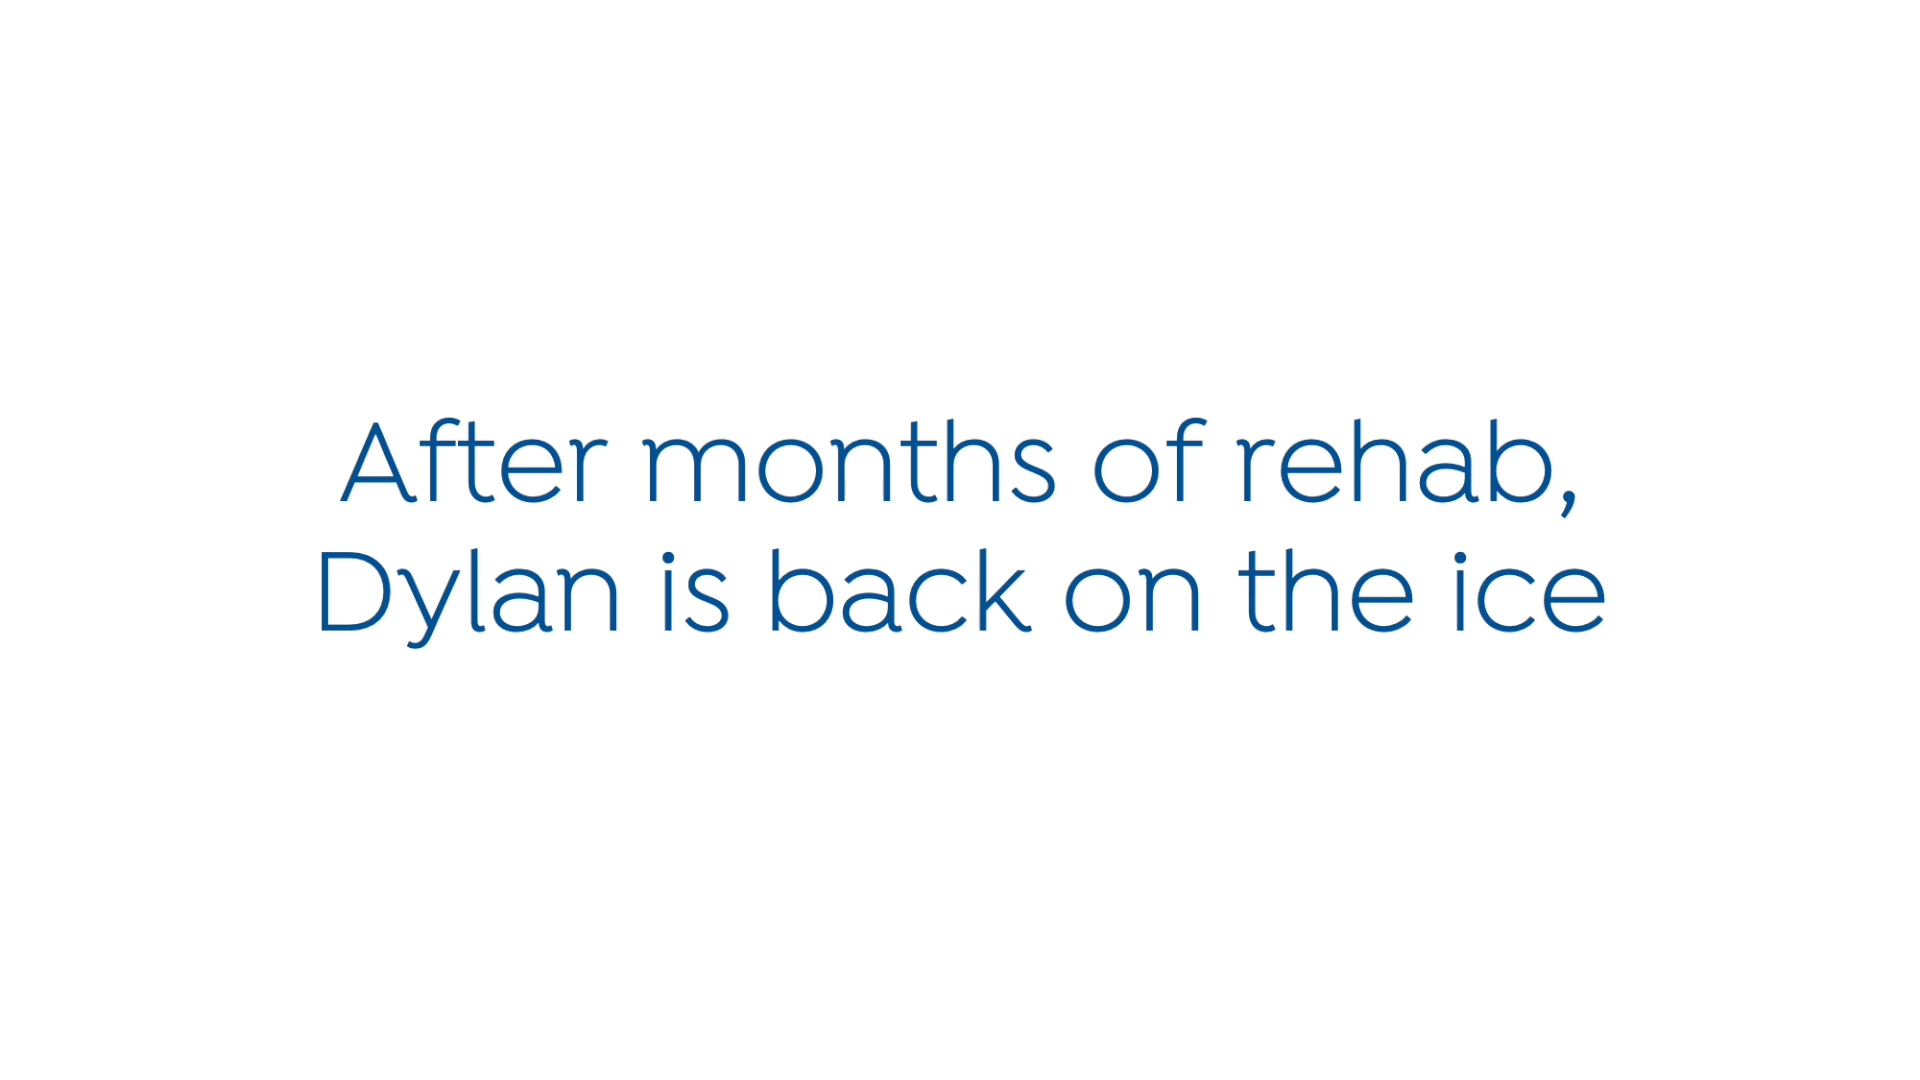 After months of rehab,
Dylan is back on the ice